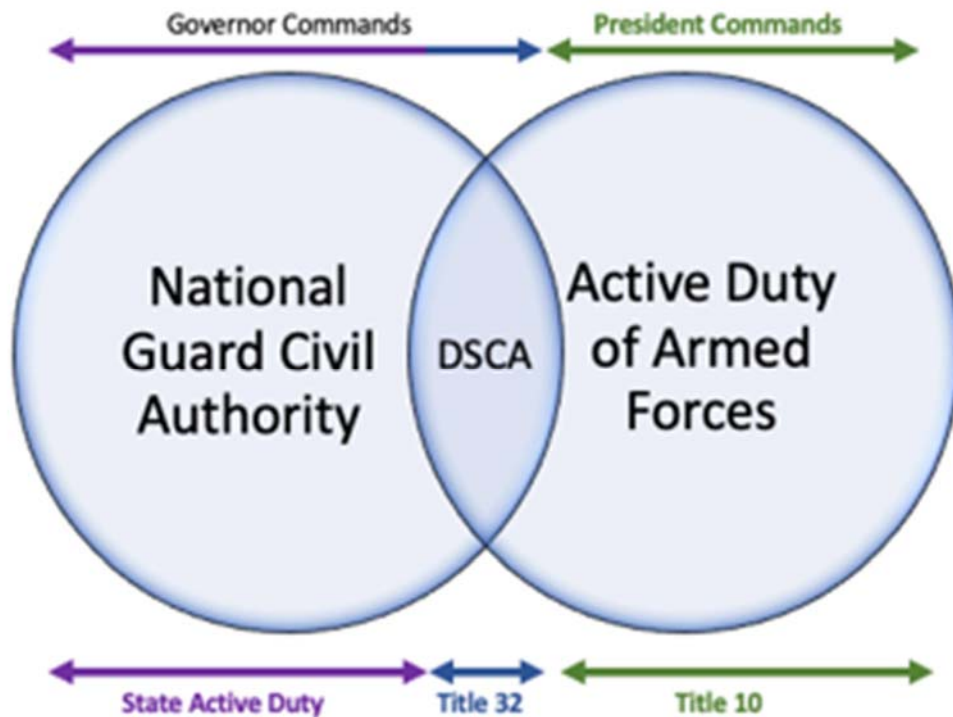 Governor Commands President Commands
National
Guard Civil
Authority
DSCA
Active Duty
of Armed
Forces
State Active Duty Title 32 Title 10